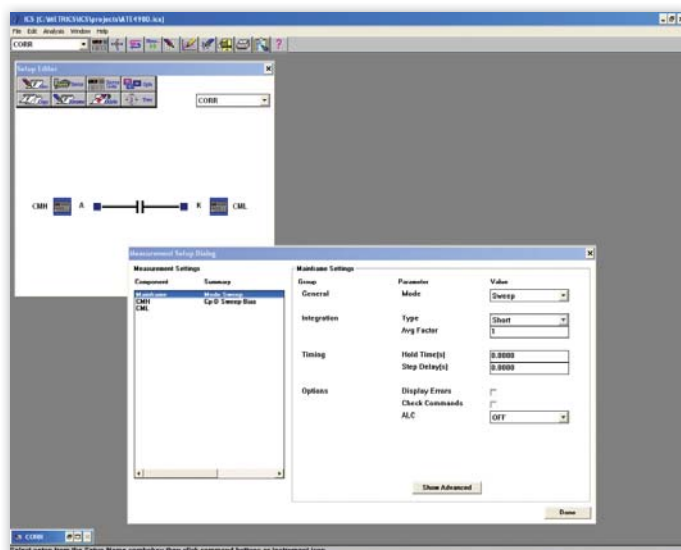 ICS [C:\METRICS\ICS\projects\ATE4980.ics]
File Edit Analysis Window Help
CORR
Setup Editor
CORR
CMH A K CML
Measurement Setup Dialog
Measurement Settings
Component Summary
Mainframe Mode Sweep
CMH Cp-D Sweep Bias
CML
Mainframe Settings
Group Parameter Value
General Mode Sweep
Integration Type Short
Avg Factor 1
Timing Hold Time(s) 0.0000
Step Delay(s) 0.0000
Options Display Errors
Check Commands
ALC OFF
Show Advanced
Done
CORR